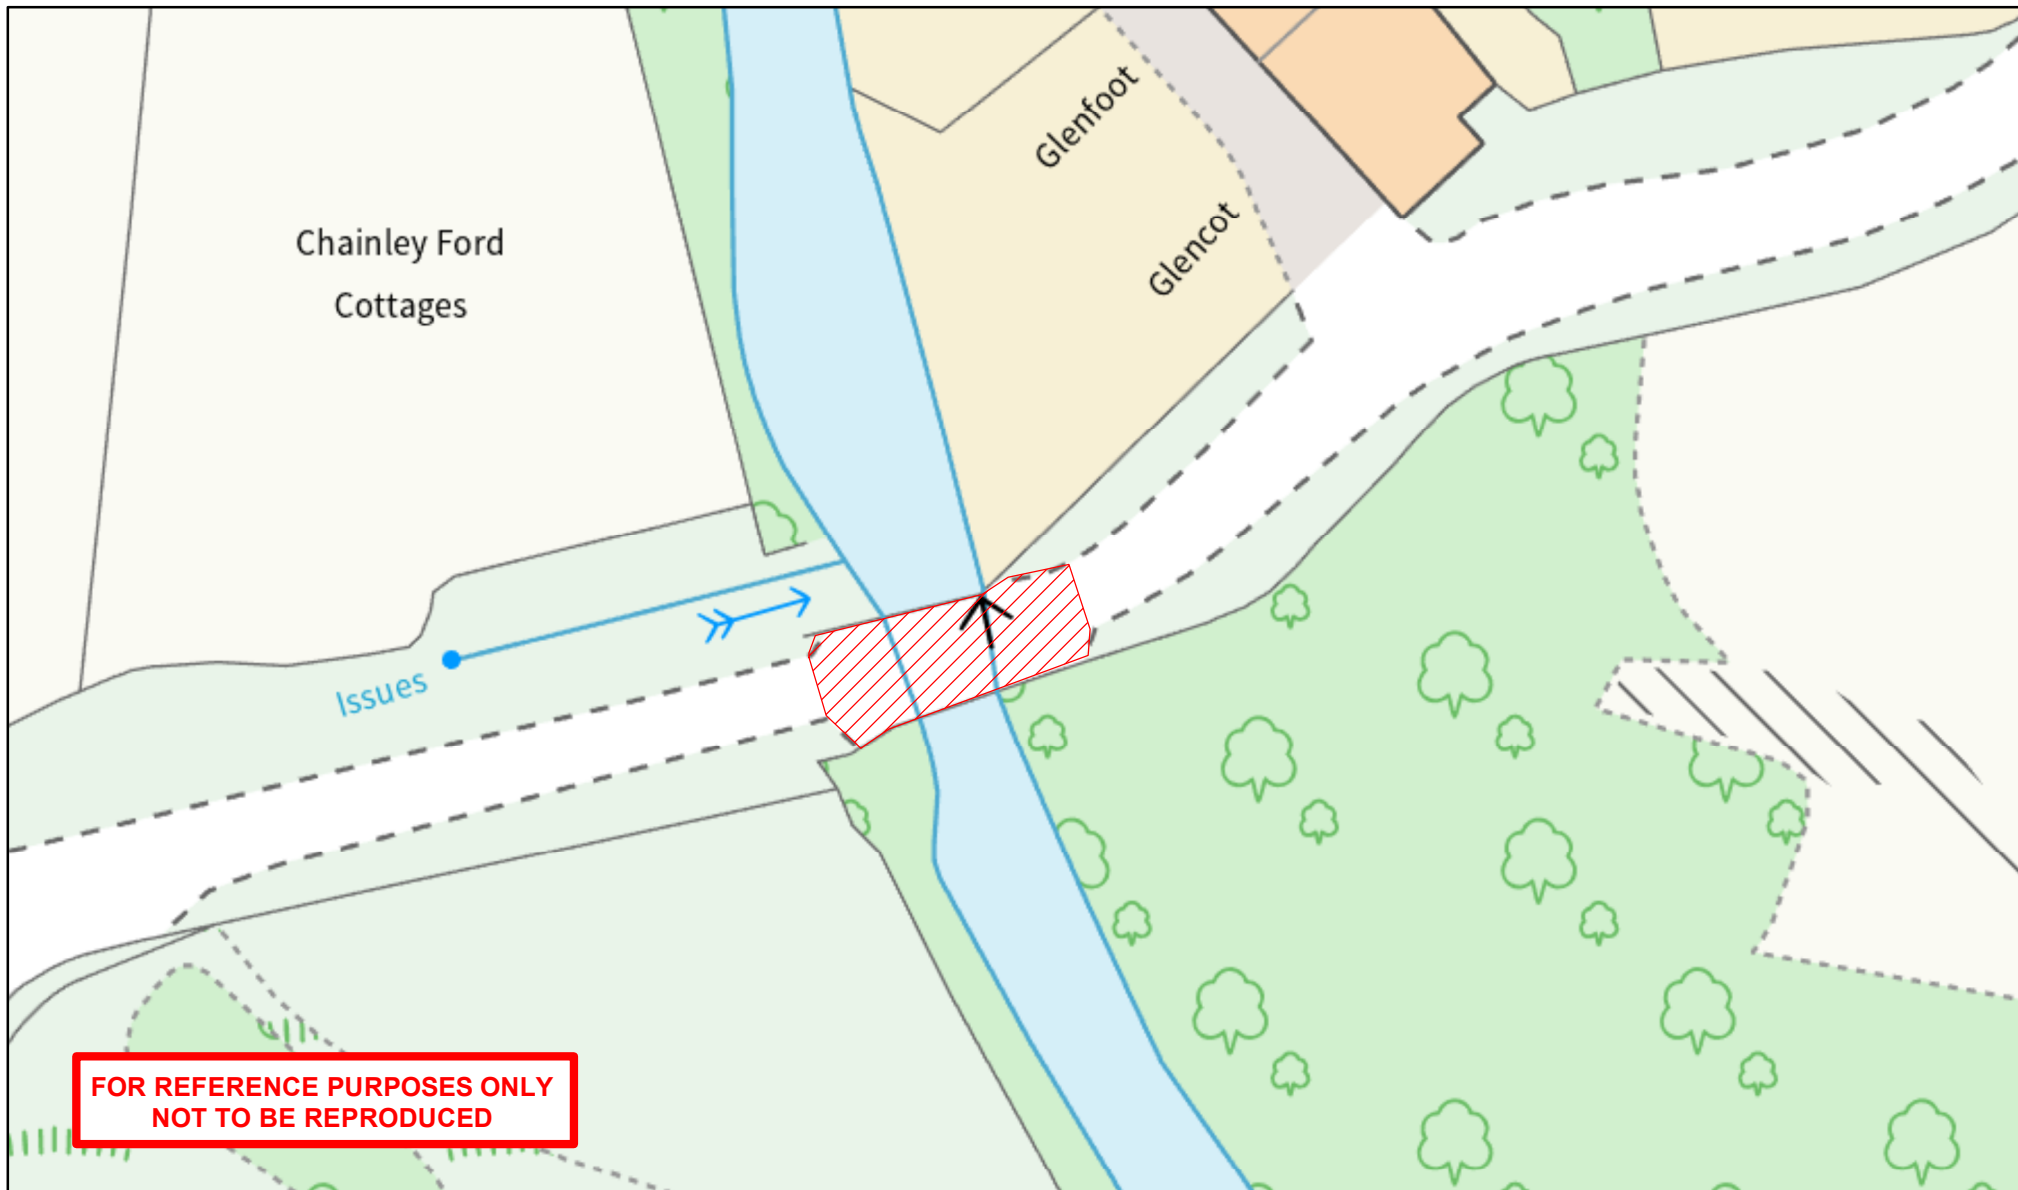 Glenfoot
Glencot
Chainley Ford
Cottages
Issues
FOR REFERENCE PURPOSES ONLY
NOT TO BE REPRODUCED